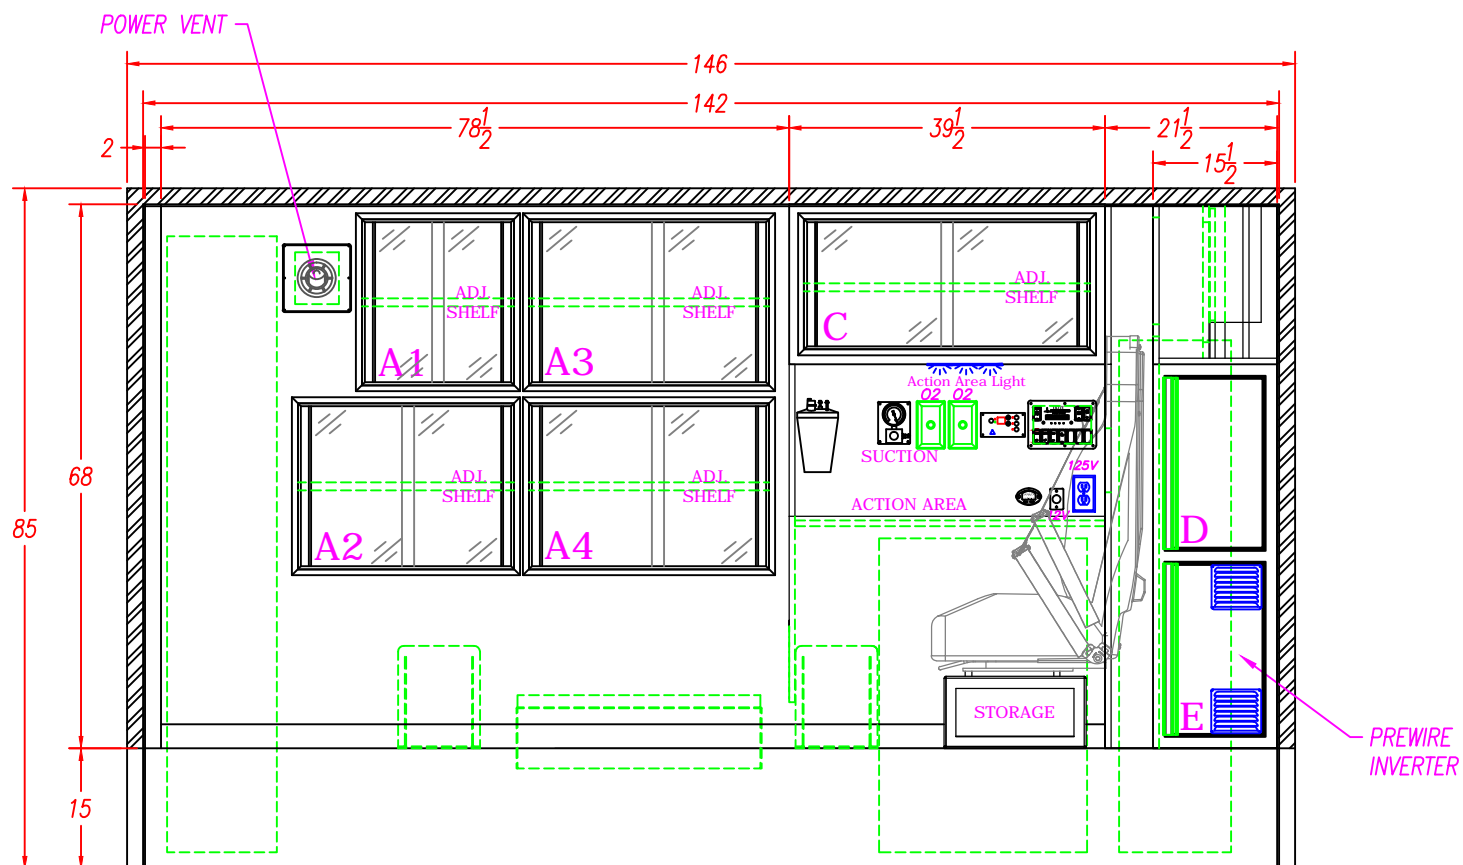 POWER VENT
146
142
78 1/2
39 1/2
21 1/2
2
15 1/2
ADJ.
SHELF
A1
ADJ.
SHELF
A3
ADJ.
SHELF
C
Action Area Light
O2 O2
SUCTION
125V
12V
ACTION AREA
68
85
ADJ.
SHELF
A2
ADJ.
SHELF
A4
D
E
STORAGE
PREWIRE
INVERTER
15